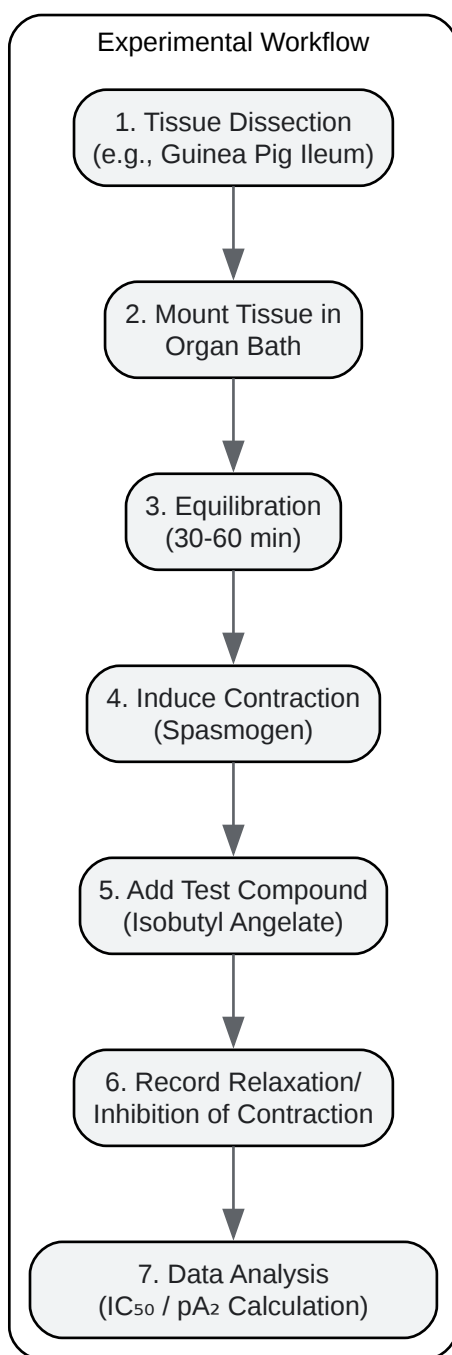 Experimental Workflow
1. Tissue Dissection
(e.g., Guinea Pig Ileum)
2. Mount Tissue in
Organ Bath
3. Equilibration
(30-60 min)
4. Induce Contraction
(Spasmogen)
5. Add Test Compound
(Isobutyl Angelate)
6. Record Relaxation/
Inhibition of Contraction
7. Data Analysis
(IC₅₀ / pA₂ Calculation)